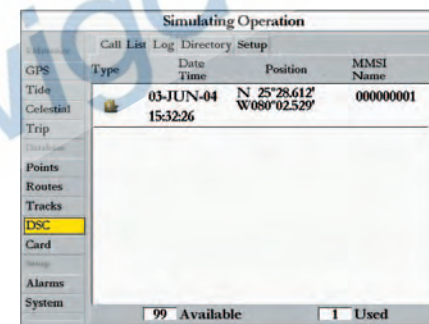 Simulating Operation
Call List Log Directory Setup
Type Date Time Position MMSI Name
03-JUN-04 15:32:26 N 25°28.612' W080°02.529' 000000001
GPS
Tide
Celestial
Trip
Database
Points
Routes
Tracks
DSC
Card
Setup
Alarms
System
99 Available 1 Used